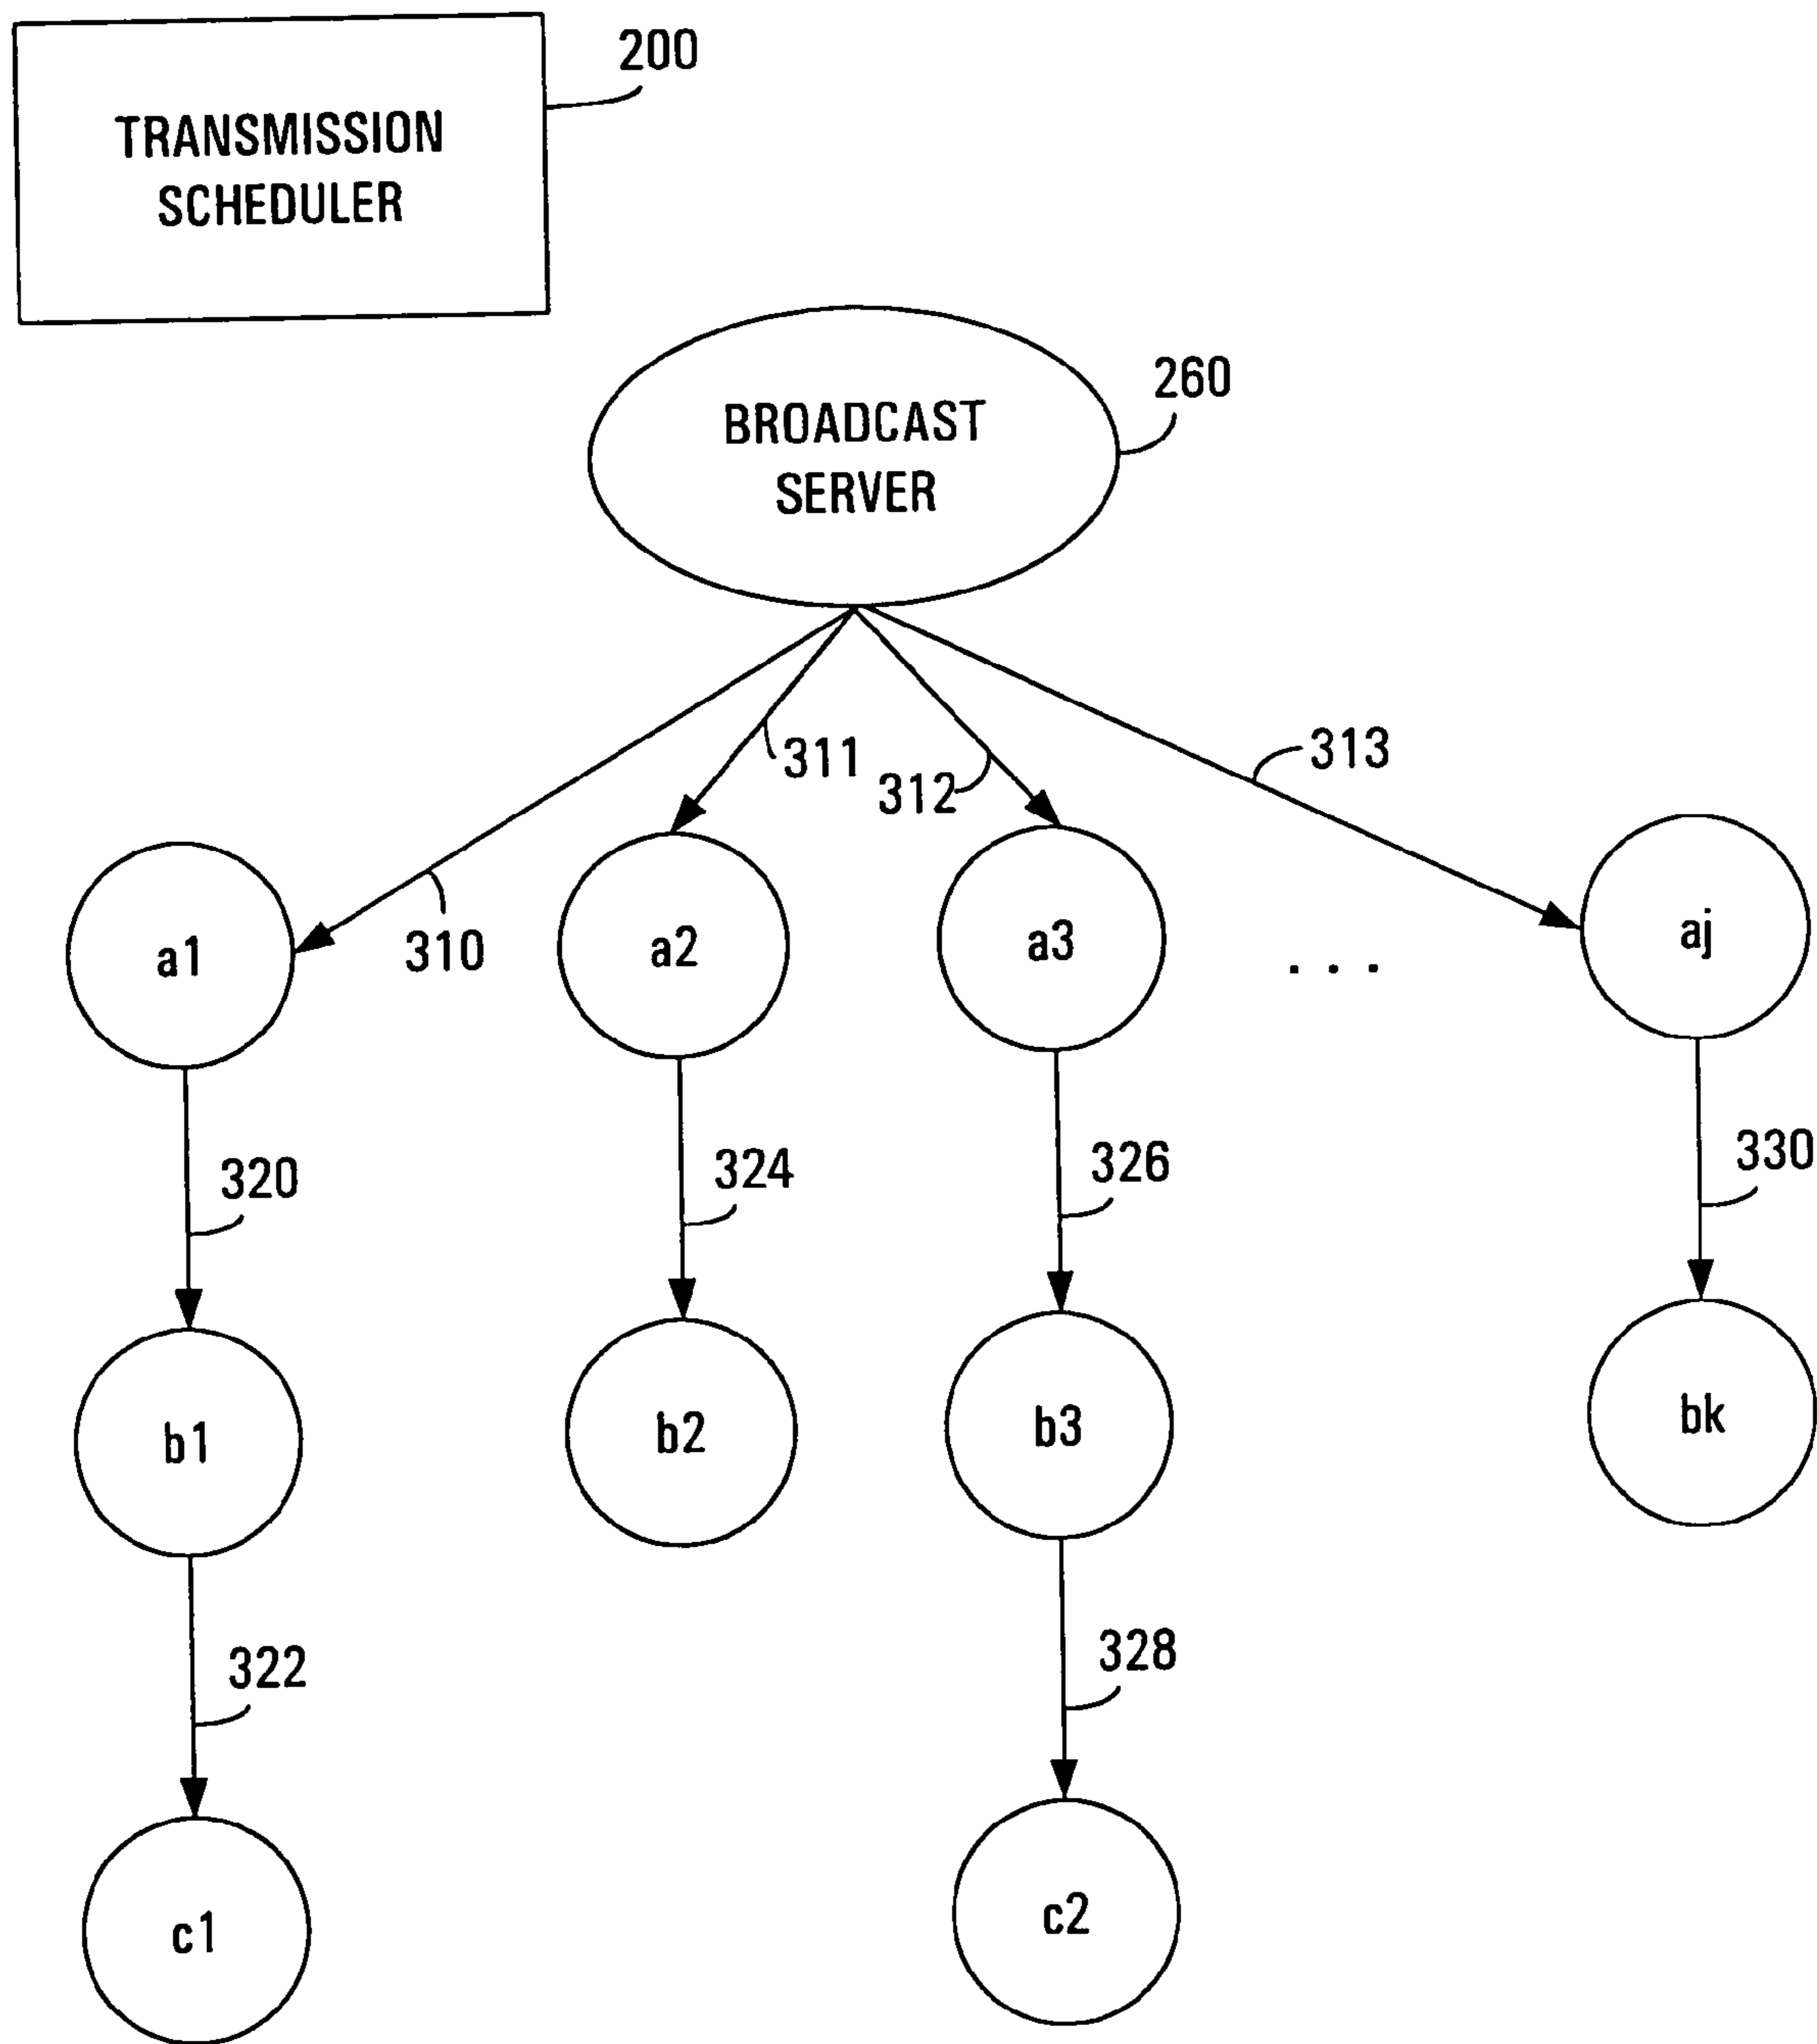 200
TRANSMISSION
SCHEDULER
260
BROADCAST
SERVER
311
312
313
310
a1
a2
a3
. . .
aj
320
324
326
330
b1
b2
b3
bk
322
328
c1
c2